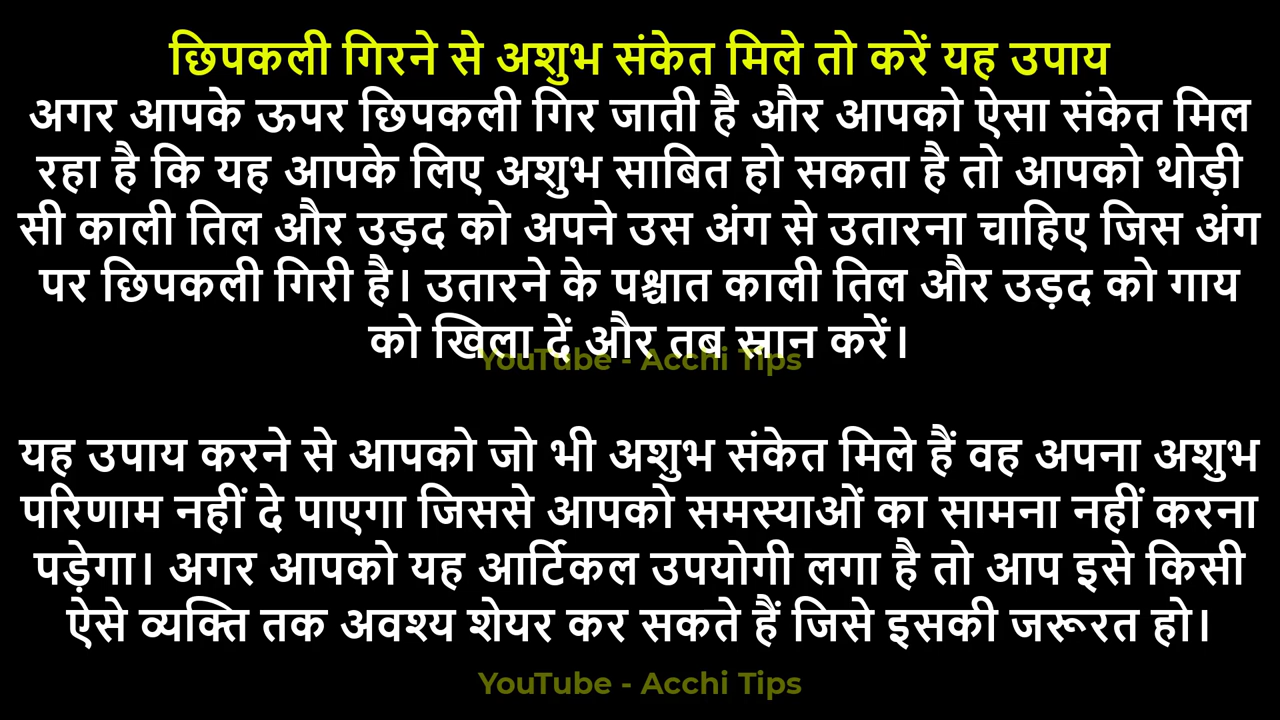 छिपकली गिरने से अशुभ संकेत मिले तो करें यह उपाय
अगर आपके ऊपर छिपकली गिर जाती है और आपको ऐसा संकेत मिल
रहा है कि यह आपके लिए अशुभ साबित हो सकता है तो आपको थोड़ी
सी काली तिल और उड़द को अपने उस अंग से उतारना चाहिए जिस अंग
पर छिपकली गिरी है। उतारने के पश्चात काली तिल और उड़द को गाय
को खिला दें और तब स्नान करें।
YouTube - Acchi Tips
यह उपाय करने से आपको जो भी अशुभ संकेत मिले हैं वह अपना अशुभ
परिणाम नहीं दे पाएगा जिससे आपको समस्याओं का सामना नहीं करना
पड़ेगा। अगर आपको यह आर्टिकल उपयोगी लगा है तो आप इसे किसी
ऐसे व्यक्ति तक अवश्य शेयर कर सकते हैं जिसे इसकी जरूरत हो।
YouTube - Acchi Tips